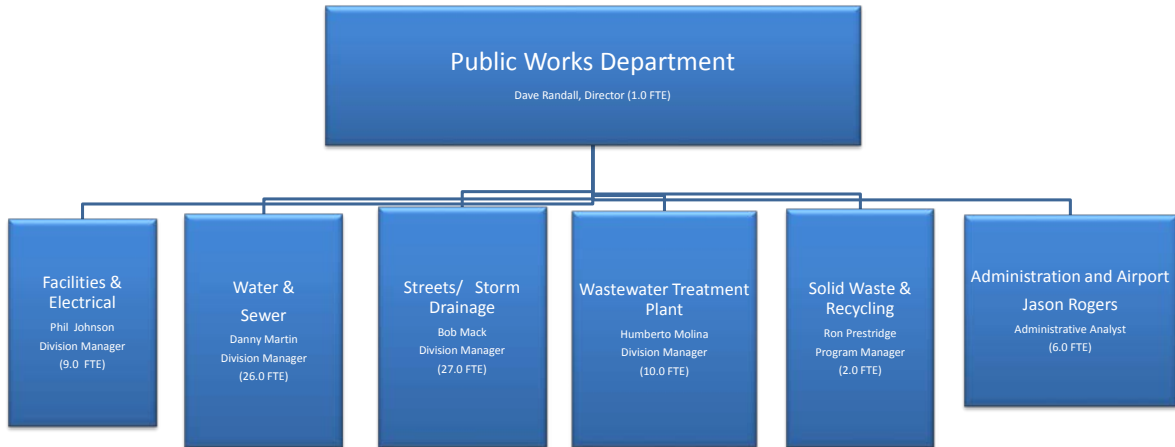 Public Works Department
Dave Randall, Director (1.0 FTE)
Facilities &
Electrical
Phil Johnson
Division Manager
(9.0 FTE)
Water &
Sewer
Danny Martin
Division Manager
(26.0 FTE)
Streets/ Storm
Drainage
Bob Mack
Division Manager
(27.0 FTE)
Wastewater Treatment
Plant
Humberto Molina
Division Manager
(10.0 FTE)
Solid Waste &
Recycling
Ron Prestridge
Program Manager
(2.0 FTE)
Administration and Airport
Jason Rogers
Administrative Analyst
(6.0 FTE)